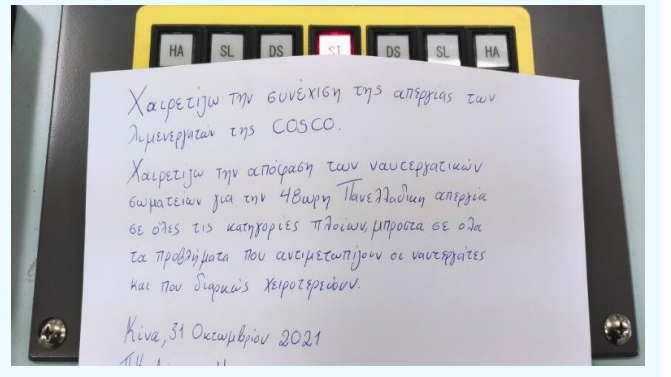 HA SL DS SI DS SL HA
Χαιρετίζω την συνέχιση της απεργίας των
λιμενεργατών της COSCO.
Χαιρετίζω την απόφαση των ναυτεργατικών
σωματείων για την 48ωρη Πανελλαδική απεργία
σε όλες τις κατηγορίες πλοίων, μπροστά σε όλα
τα προβλήματα που αντιμετωπίζουν οι ναυτεργάτες
και που διαρκώς χειροτερεύουν.
Κίνα, 31 Οκτωμβρίου 2021